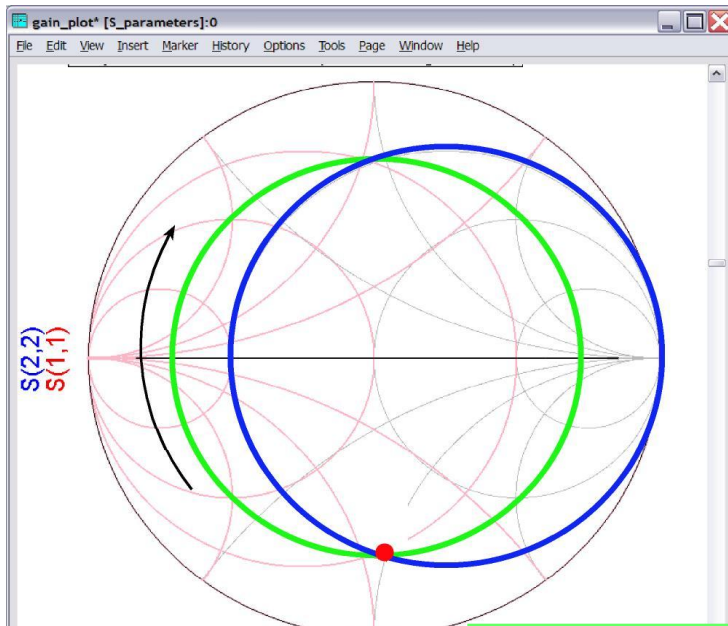 gain_plot* [S_parameters]:0
File Edit View Insert Marker History Options Tools Page Window Help
S(2,2)
S(1,1)